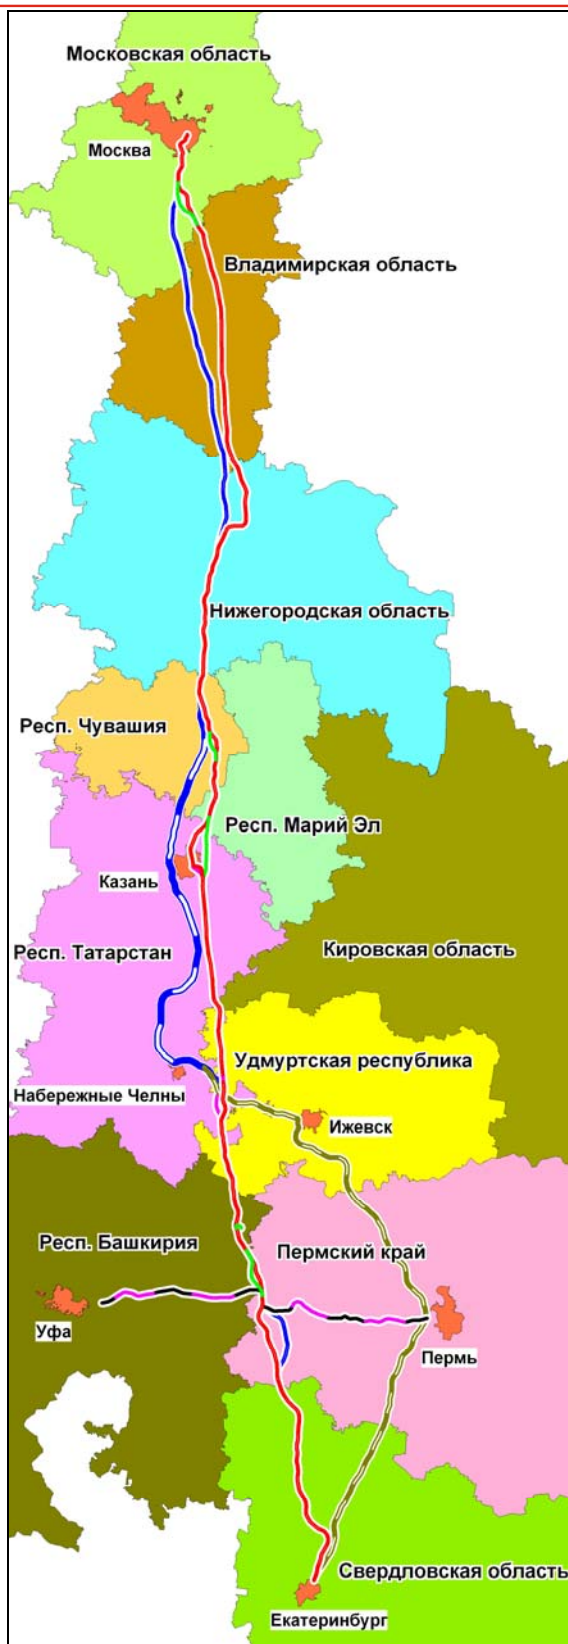 Московская область
Москва
Владимирская область
Нижегородская область
Респ. Чувашия
Респ. Марий Эл
Казань
Респ. Татарстан
Кировская область
Удмуртская республика
Набережные Челны
Ижевск
Респ. Башкирия
Пермский край
Уфа
Пермь
Свердловская область
Екатеринбург